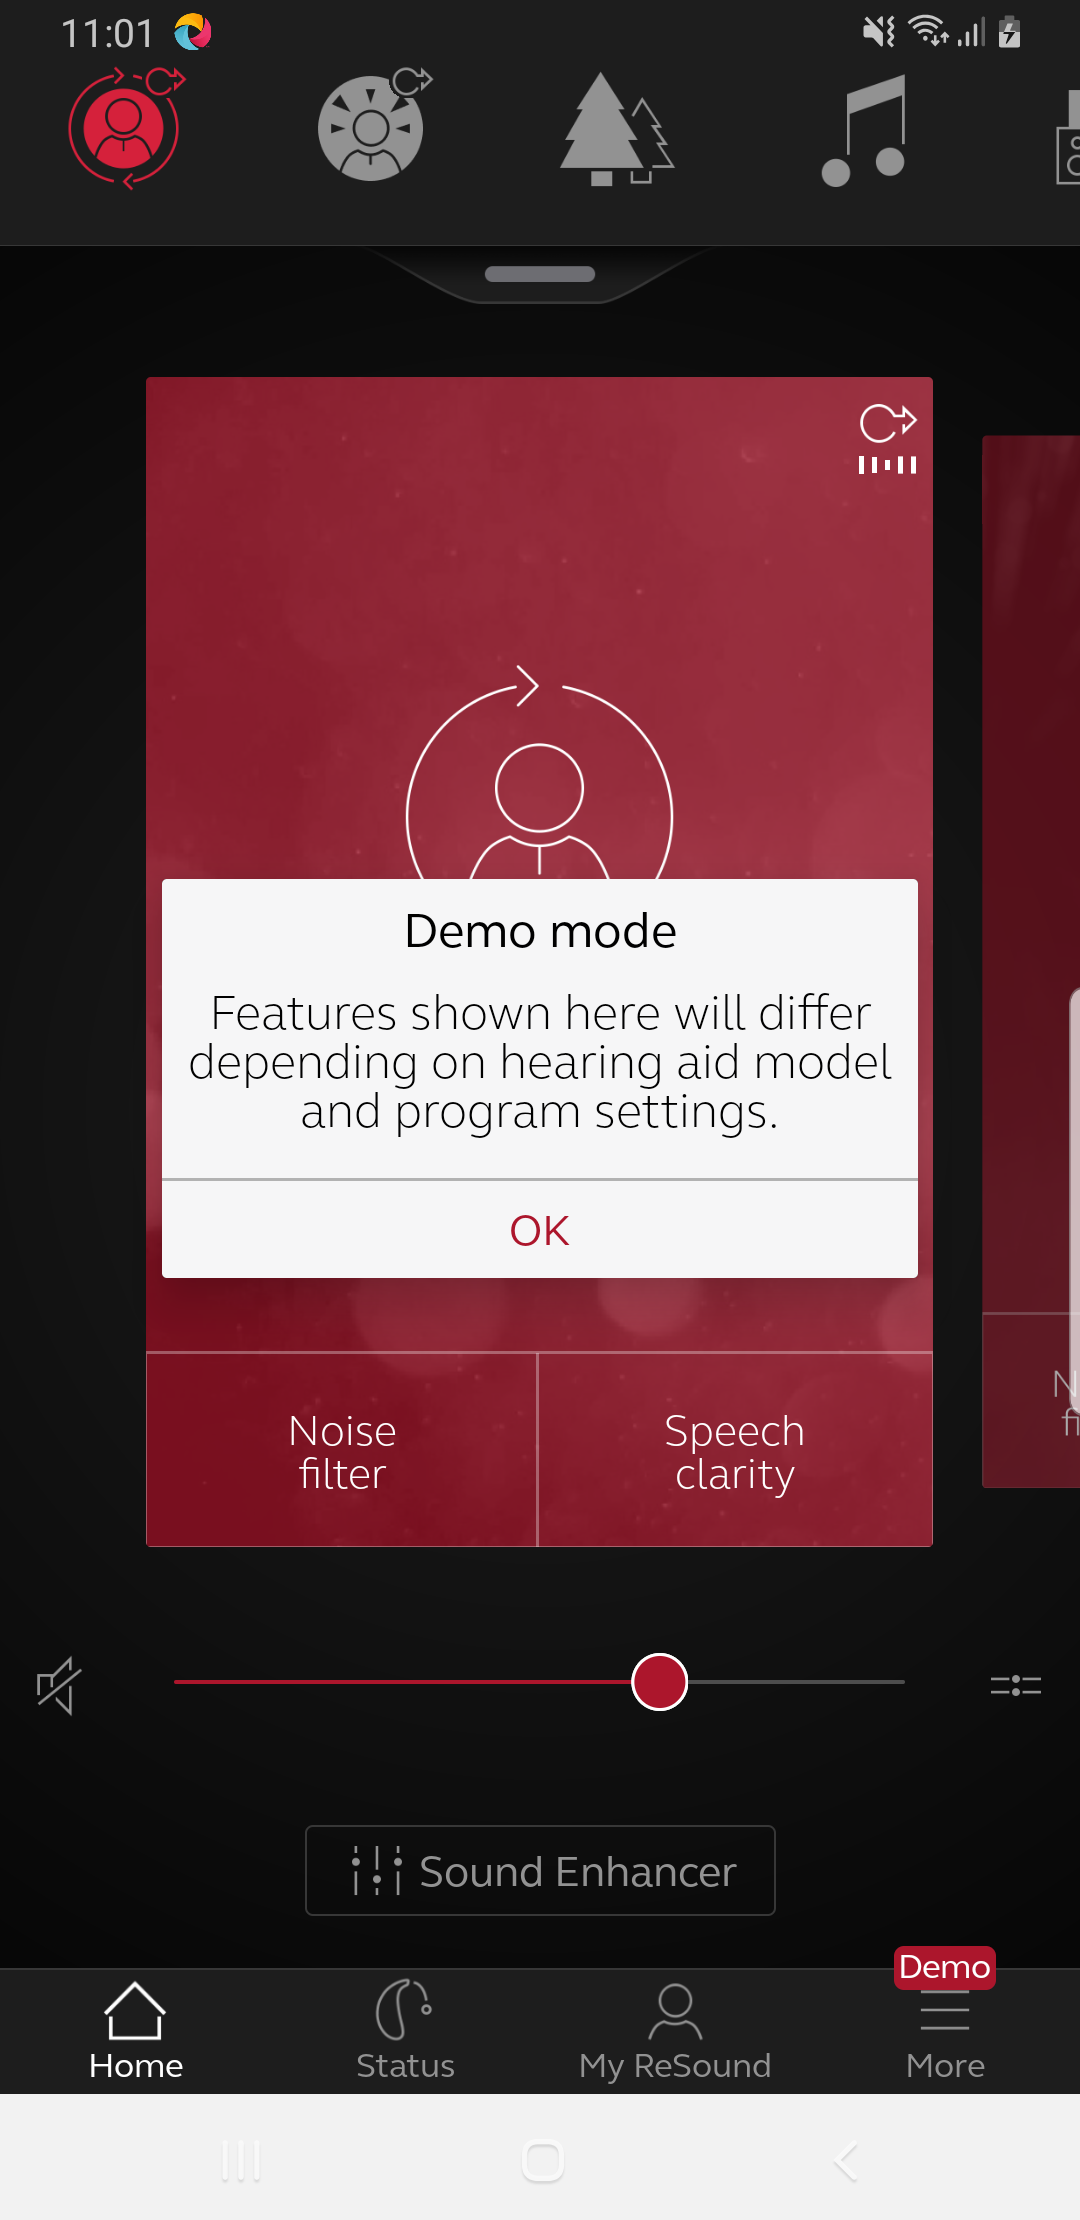 11:01
Demo mode
Features shown here will differ
depending on hearing aid model
and program settings.
OK
Noise
filter
Speech
clarity
Sound Enhancer
Demo
Home
Status
My ReSound
More